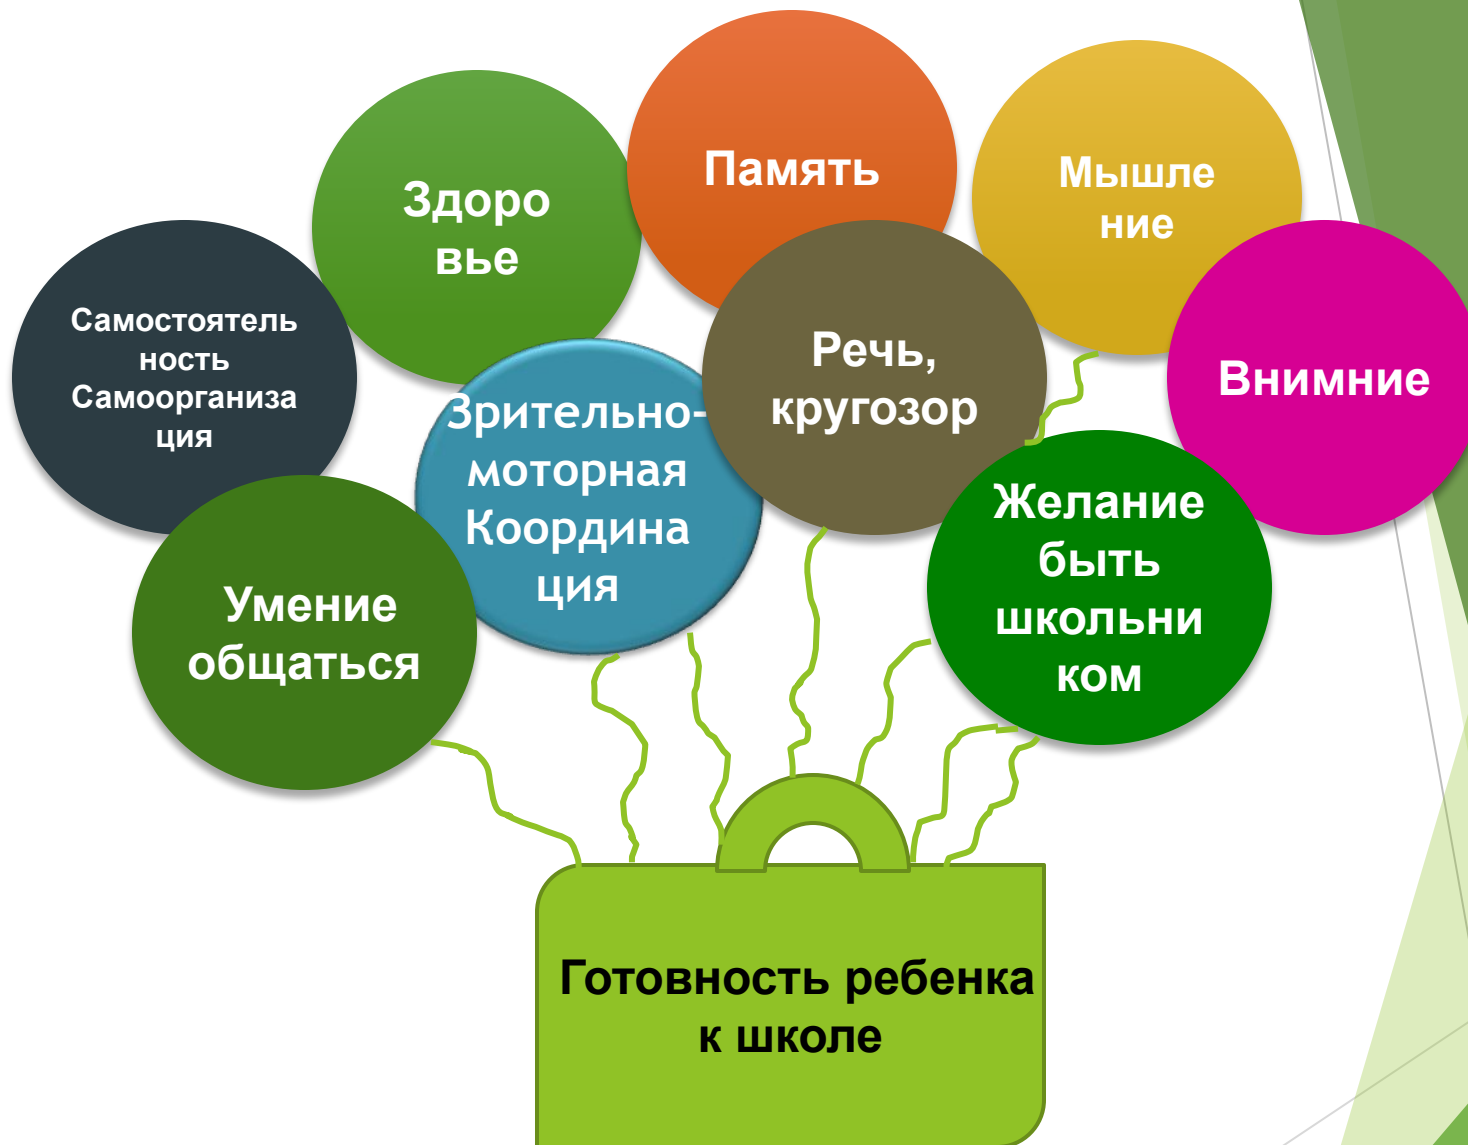 Память
Мышле
ние
Здоро
вье
Самостоятель
ность
Самоорганиза
ция
Речь,
кругозор
Внимние
Зрительно-
моторная
Координа
ция
Желание
быть
школьни
ком
Умение
общаться
Готовность ребенка
к школе